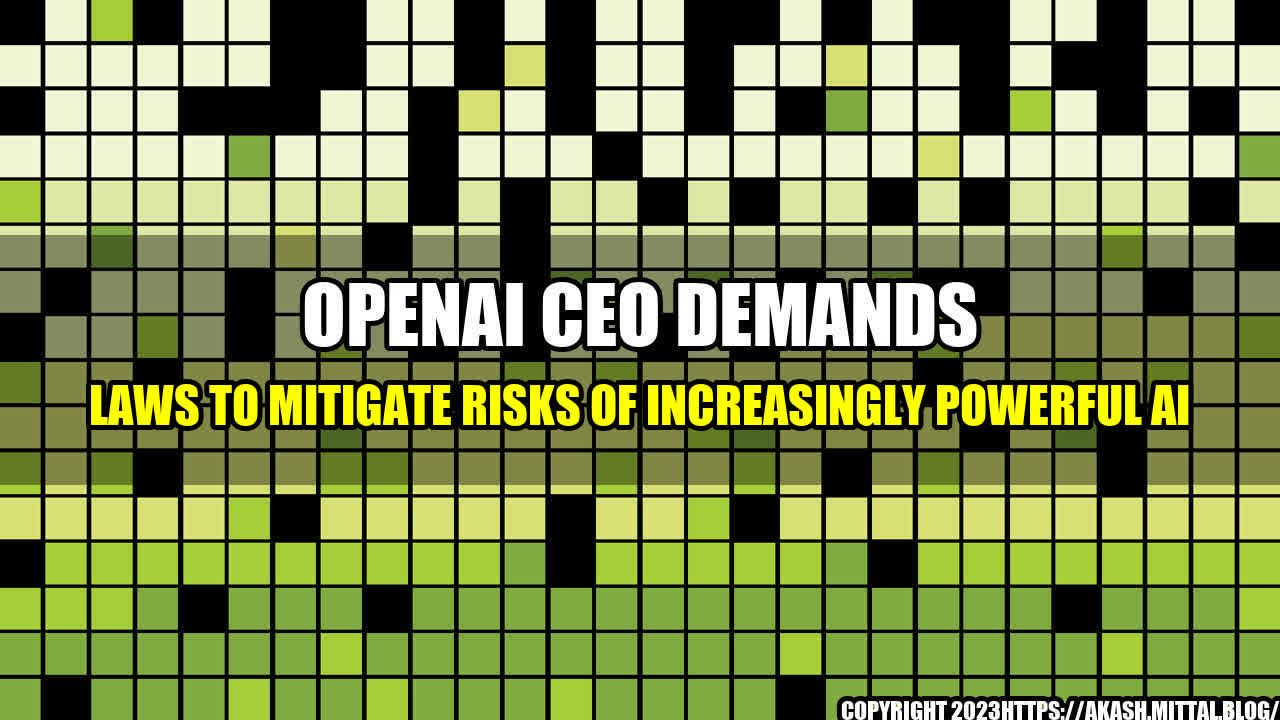 OPENAI CEO DEMANDS
LAWS TO MITIGATE RISKS OF INCREASINGLY POWERFUL AI
COPYRIGHT 2023HTTPS://AKASH.MITTAL.BLOG/